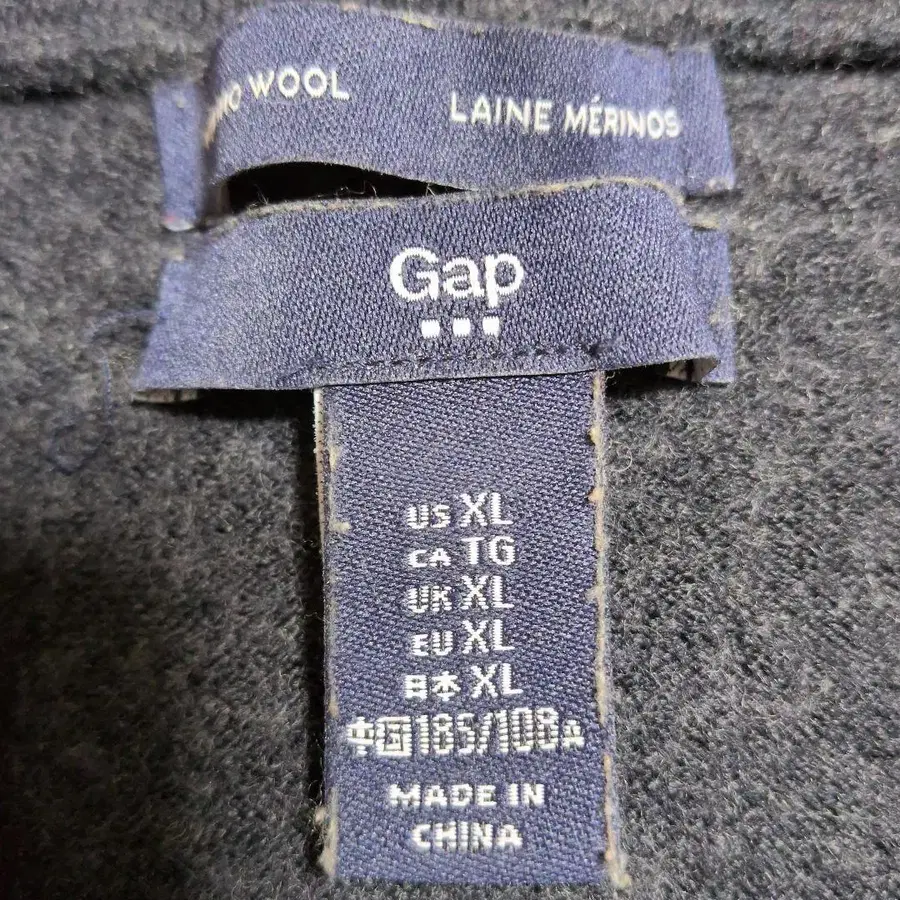 WOOL LAINE MÉRINOS
Gap
US XL
CA TG
UK XL
EU XL
日本 XL
中国 185/108A
MADE IN
CHINA